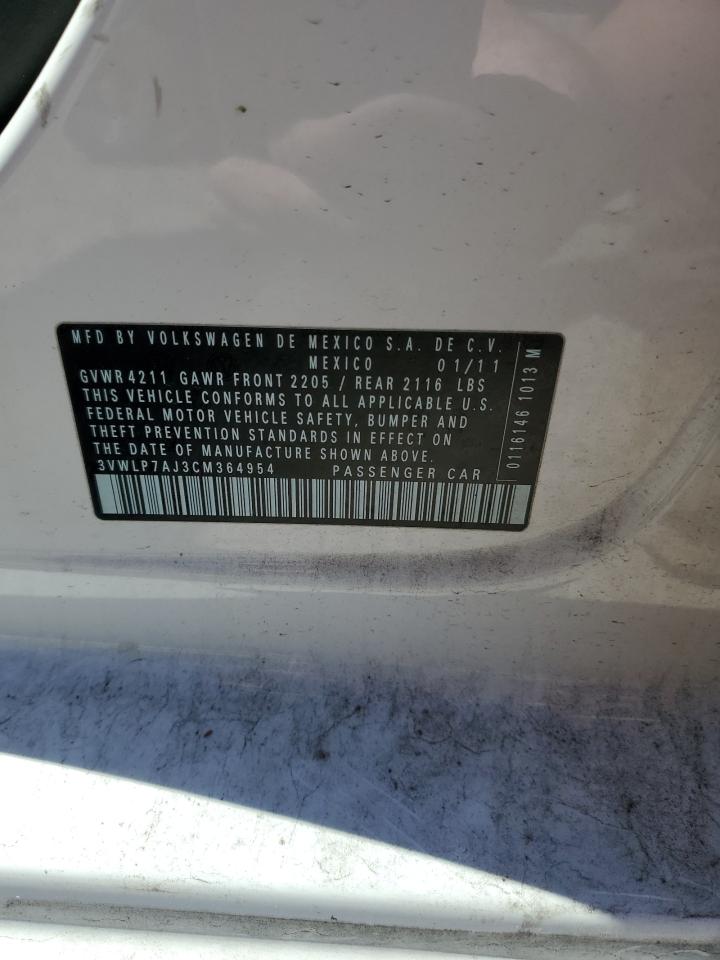 MFD BY VOLKSWAGEN DE MEXICO S.A. DE C.V.
MEXICO 01/11
GVWR 4211 GAWR FRONT 2205 / REAR 2116 LBS
THIS VEHICLE CONFORMS TO ALL APPLICABLE U.S.
FEDERAL MOTOR VEHICLE SAFETY, BUMPER AND
THEFT PREVENTION STANDARDS IN EFFECT ON
THE DATE OF MANUFACTURE SHOWN ABOVE.
3VWLP7AJ3CM364954 PASSENGER CAR
0116146 1013 M